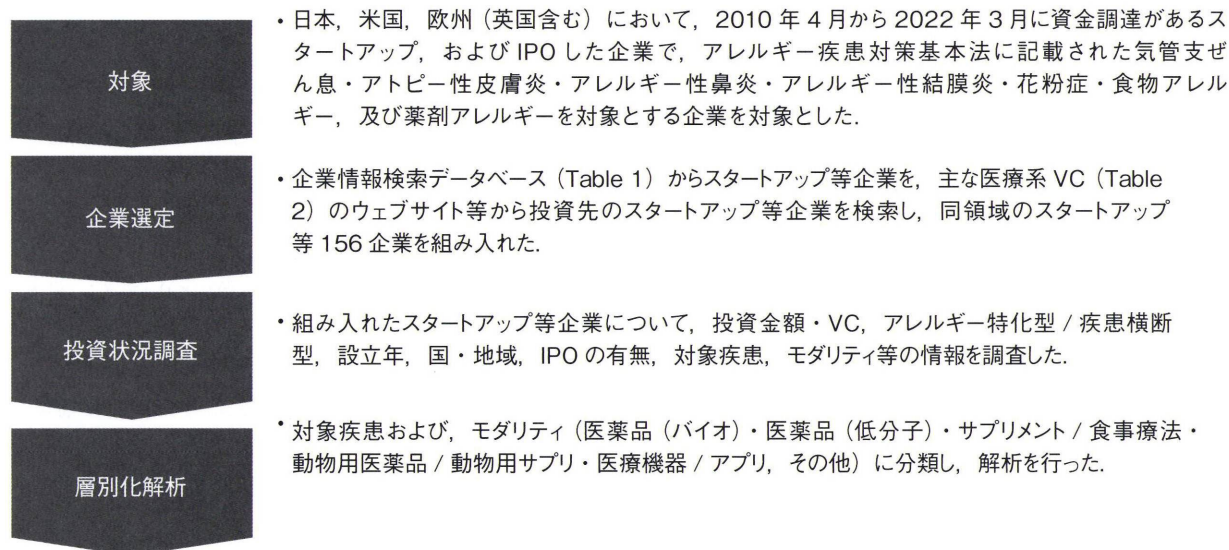 対象
・日本，米国，欧州（英国含む）において，2010 年 4 月から 2022 年 3 月に資金調達があるス
タートアップ，および IPO した企業で，アレルギー疾患対策基本法に記載された気管支ぜ
ん息・アトピー性皮膚炎・アレルギー性鼻炎・アレルギー性結膜炎・花粉症・食物アレル
ギー，及び薬剤アレルギーを対象とする企業を対象とした．
企業選定
・企業情報検索データベース（Table 1）からスタートアップ等企業を，主な医療系 VC（Table
2）のウェブサイト等から投資先のスタートアップ等企業を検索し，同領域のスタートアップ
等 156 企業を組み入れた．
投資状況調査
・組み入れたスタートアップ等企業について，投資金額・VC，アレルギー特化型 / 疾患横断
型，設立年，国・地域，IPO の有無，対象疾患，モダリティ等の情報を調査した．
層別化解析
・対象疾患および，モダリティ（医薬品（バイオ）・医薬品（低分子）・サプリメント / 食事療法・
動物用医薬品 / 動物用サプリ・医療機器 / アプリ，その他）に分類し，解析を行った．